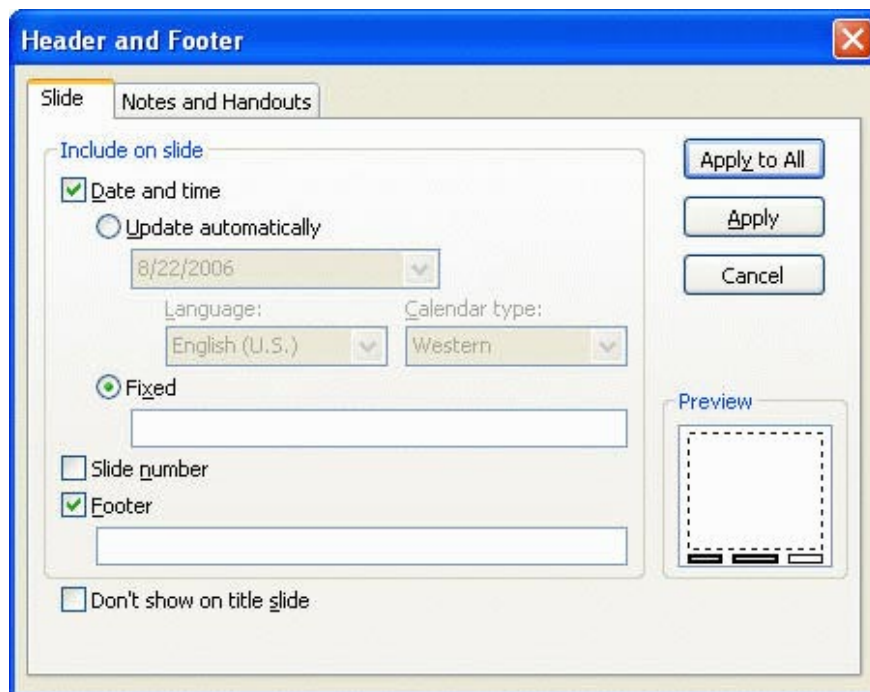 Header and Footer
Slide
Notes and Handouts
Include on slide
Date and time
Update automatically
8/22/2006
Language:
Calendar type:
English (U.S.)
Western
Fixed
Slide number
Footer
Don't show on title slide
Apply to All
Apply
Cancel
Preview